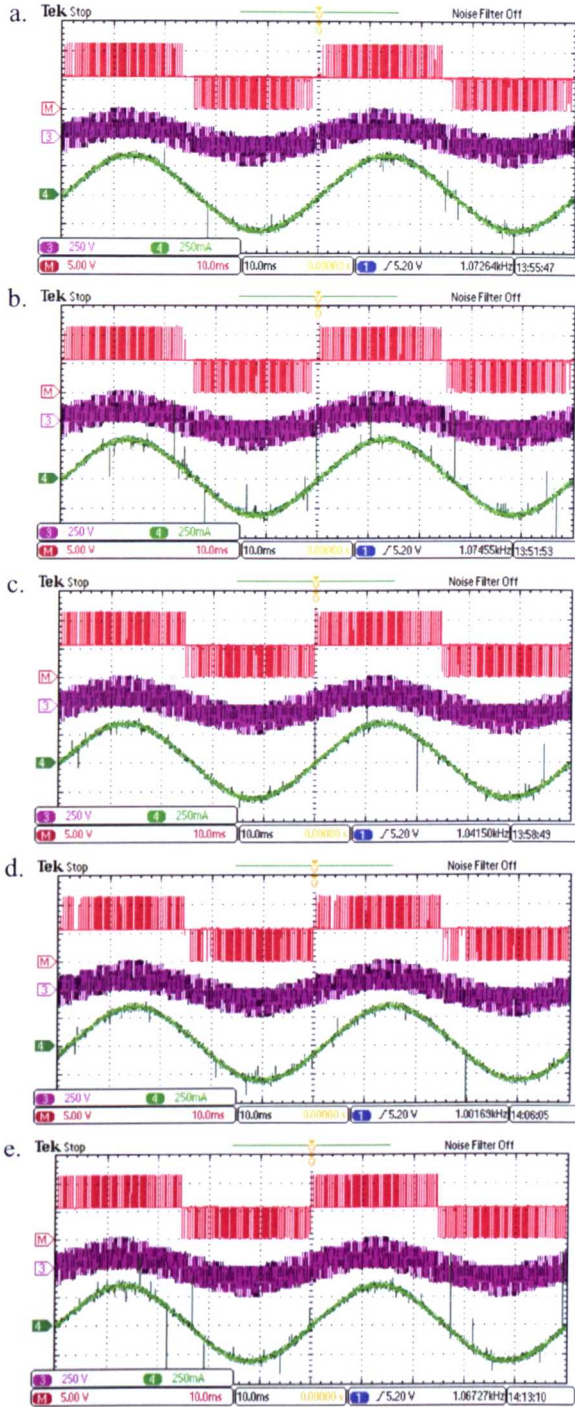 a. Tek Stop Noise Filter Off
M
3
4
3 250 V 4 250mA
M 5.00 V 10.0ms 10.0ms 0.00000 s 1 5.20 V 1.07264kHz 13:55:47
b. Tek Stop Noise Filter Off
M
3
4
3 250 V 4 250mA
M 5.00 V 10.0ms 10.0ms 0.00000 s 1 5.20 V 1.07455kHz 13:51:53
c. Tek Stop Noise Filter Off
M
3
4
3 250 V 4 250mA
M 5.00 V 10.0ms 10.0ms 0.00000 s 1 5.20 V 1.04150kHz 13:58:49
d. Tek Stop Noise Filter Off
M
3
4
3 250 V 4 250mA
M 5.00 V 10.0ms 10.0ms 0.00000 s 1 5.20 V 1.00169kHz 14:06:05
e. Tek Stop Noise Filter Off
M
3
4
3 250 V 4 250mA
M 5.00 V 10.0ms 10.0ms 0.00000 s 1 5.20 V 1.06727kHz 14:13:10